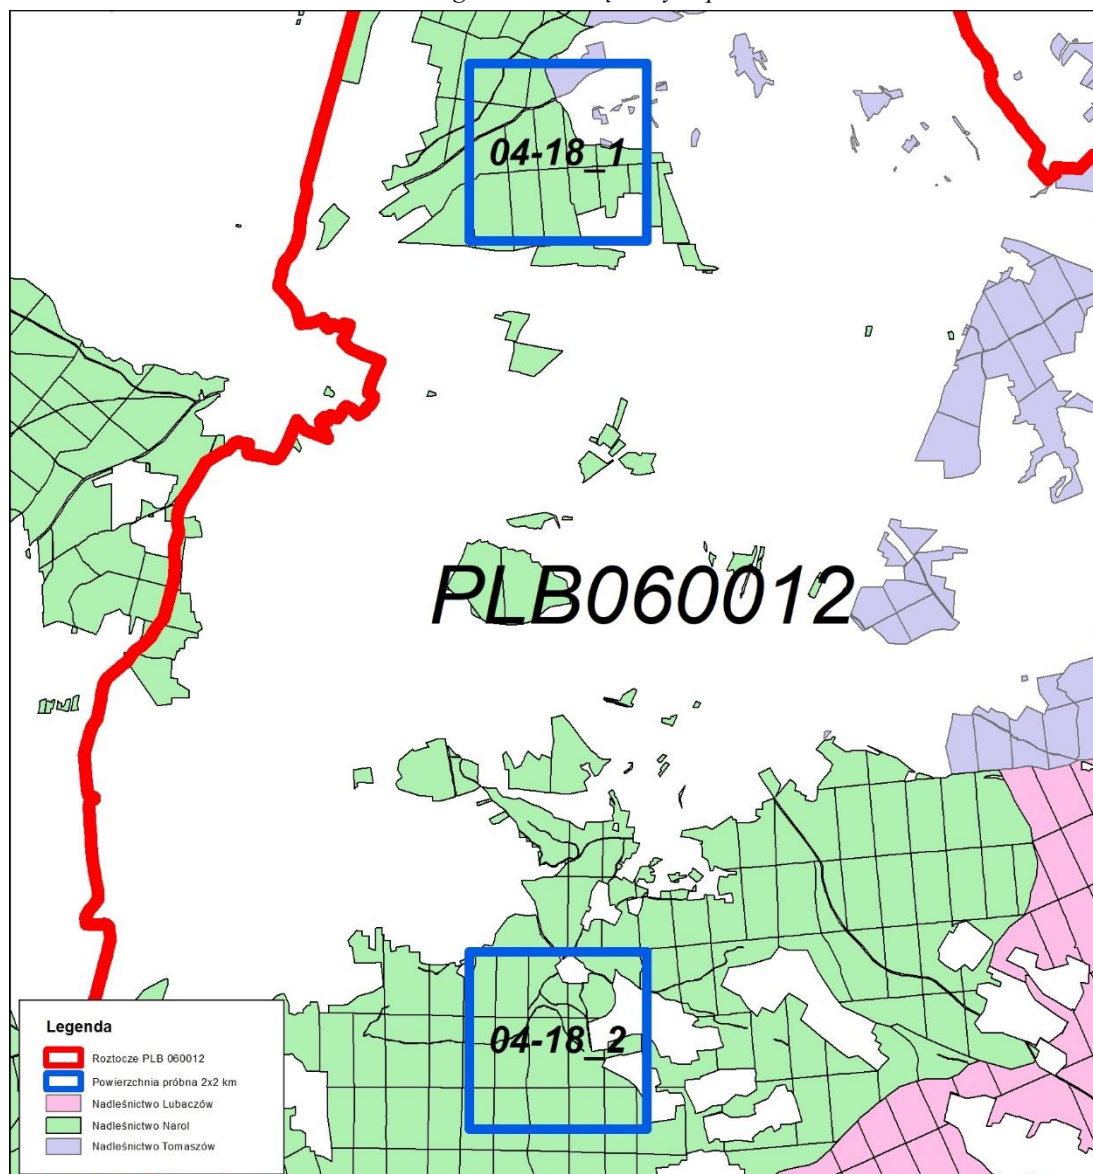 04-18_1
PLB060012
04-18_2
Legenda
Roztocze PLB 060012
Powierzchnia próbna 2x2 km
Nadleśnictwo Lubaczów
Nadleśnictwo Narol
Nadleśnictwo Tomaszów